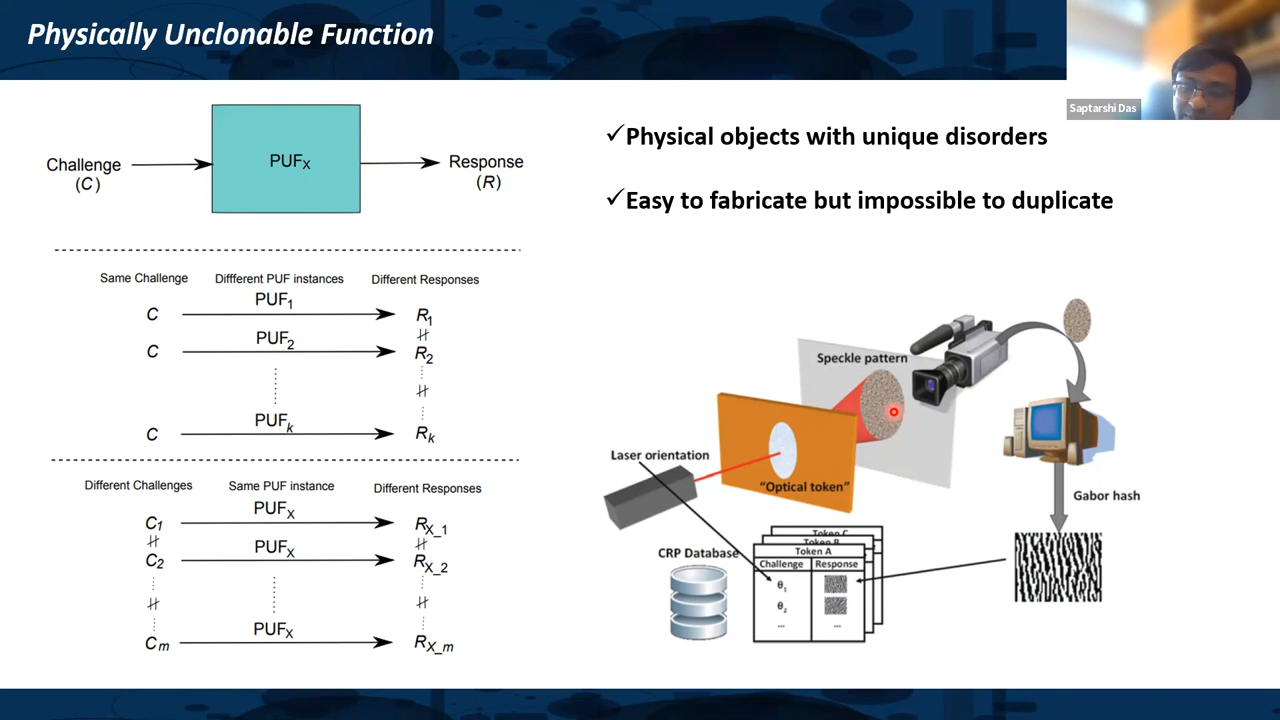 Physically Unclonable Function
Saptarshi Das
Challenge
(C)
PUFX
Response
(R)
✓Physical objects with unique disorders
✓Easy to fabricate but impossible to duplicate
Same Challenge Diffferent PUF instances Different Responses
C PUF1 R1
C PUF2 R2
C PUFk Rk
Different Challenges Same PUF instance Different Responses
C1 PUFX RX_1
C2 PUFX RX_2
Cm PUFX RX_m
Speckle pattern
Laser orientation
"Optical token"
Gabor hash
CRP Database
Token C
Token B
Token A
Challenge Response
θ1
θ2
... ...